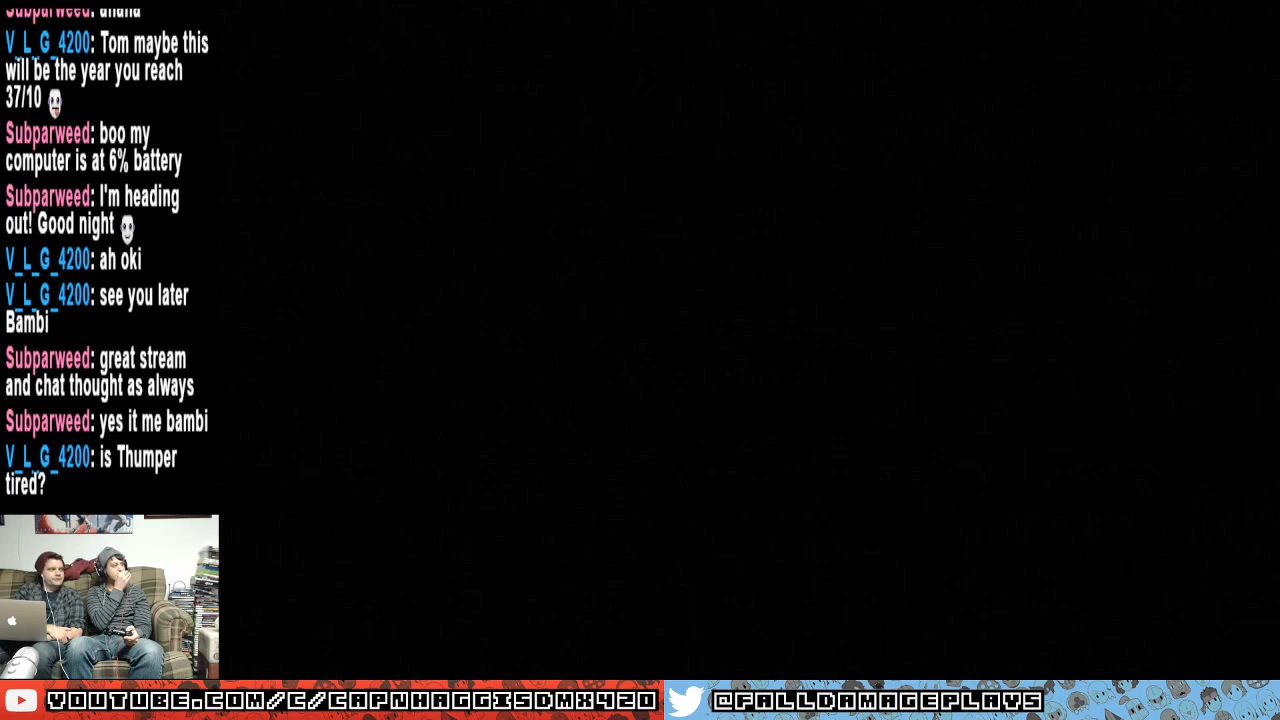 Subparweed: ahaha
V_L_G_4200: Tom maybe this
will be the year you reach
37/10
Subparweed: boo my
computer is at 6% battery
Subparweed: I'm heading
out! Good night
V_L_G_4200: ah oki
V_L_G_4200: see you later
Bambi
Subparweed: great stream
and chat thought as always
Subparweed: yes it me bambi
V_L_G_4200: is Thumper
tired?
YOUTUBE.COM/C/CAPNHAGGISDMX420 @FALLDAMAGEPLAYS